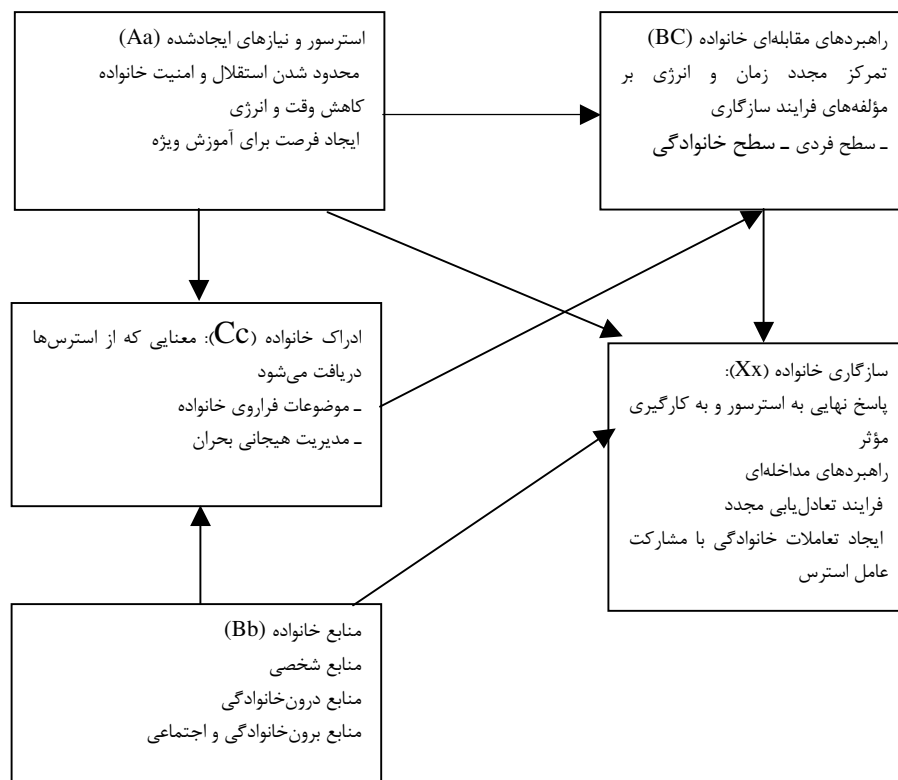 استرسور و نیازهای ایجادشده (Aa)
محدود شدن استقلال و امنیت خانواده
کاهش وقت و انرژی
ایجاد فرصت برای آموزش ویژه
راهبردهای مقابله‌ای خانواده (BC)
تمرکز مجدد زمان و انرژی بر
مؤلفه‌های فرایند سازگاری
ـ سطح فردی ـ سطح خانوادگی
ادراک خانواده (Cc): معنایی که از استرس‌ها
دریافت می‌شود
ـ موضوعات فراروی خانواده
ـ مدیریت هیجانی بحران
سازگاری خانواده (Xx):
پاسخ نهایی به استرسور و به کارگیری
مؤثر
راهبردهای مداخله‌ای
فرایند تعادل‌یابی مجدد
ایجاد تعاملات خانوادگی با مشارکت
عامل استرس
منابع خانواده (Bb)
منابع شخصی
منابع درون‌خانوادگی
منابع برون‌خانوادگی و اجتماعی